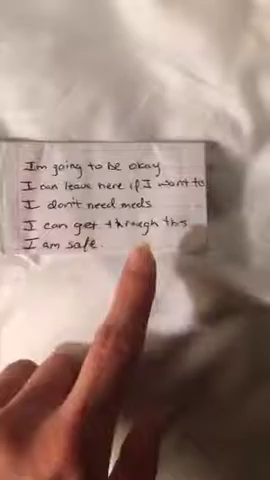 I'm going to be okay
I can leave here if I want to
I don't need meds
I can get through this
I am safe.